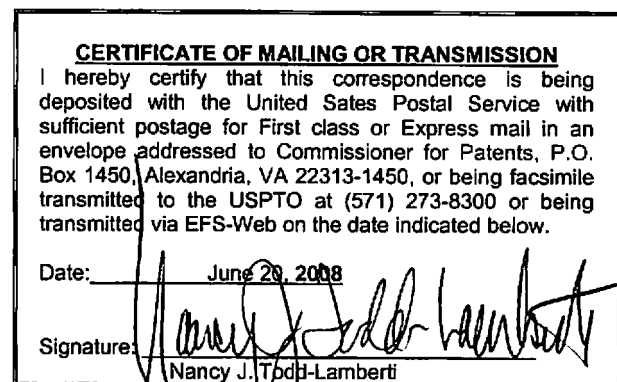 CERTIFICATE OF MAILING OR TRANSMISSION
I hereby certify that this correspondence is being
deposited with the United Sates Postal Service with
sufficient postage for First class or Express mail in an
envelope addressed to Commissioner for Patents, P.O.
Box 1450, Alexandria, VA 22313-1450, or being facsimile
transmitted to the USPTO at (571) 273-8300 or being
transmitted via EFS-Web on the date indicated below.
Date: June 20, 2008
Signature: Nancy J. Todd-Lamberti
Nancy J. Todd-Lamberti